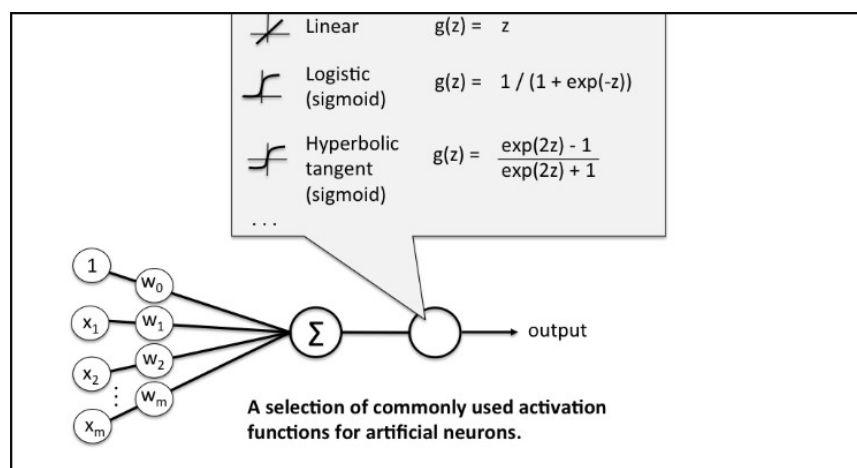 Linear g(z) = z
Logistic g(z) = 1 / (1 + exp(-z))
(sigmoid)
Hyperbolic g(z) = exp(2z) - 1
tangent exp(2z) + 1
(sigmoid)
. . .
1
w0
x1 w1 Σ output
x2 w2
⋮
xm wm
A selection of commonly used activation
functions for artificial neurons.